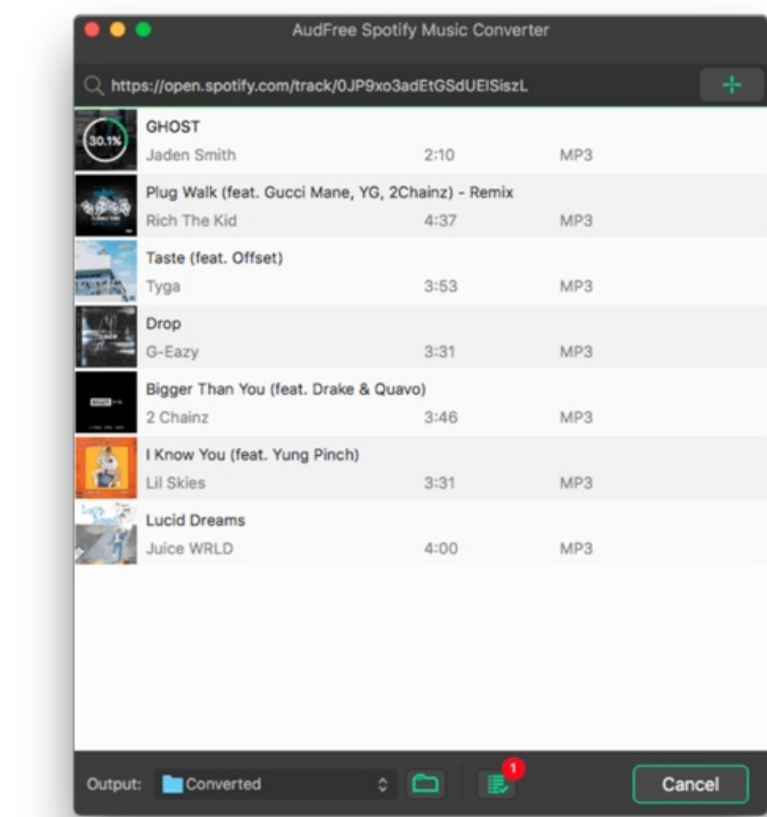 AudFree Spotify Music Converter
https://open.spotify.com/track/0JP9xo3adEtGSdUEISiszL
30.1%
GHOST
Jaden Smith 2:10 MP3
Plug Walk (feat. Gucci Mane, YG, 2Chainz) - Remix
Rich The Kid 4:37 MP3
Taste (feat. Offset)
Tyga 3:53 MP3
Drop
G-Eazy 3:31 MP3
Bigger Than You (feat. Drake & Quavo)
2 Chainz 3:46 MP3
I Know You (feat. Yung Pinch)
Lil Skies 3:31 MP3
Lucid Dreams
Juice WRLD 4:00 MP3
Output: Converted 1 Cancel